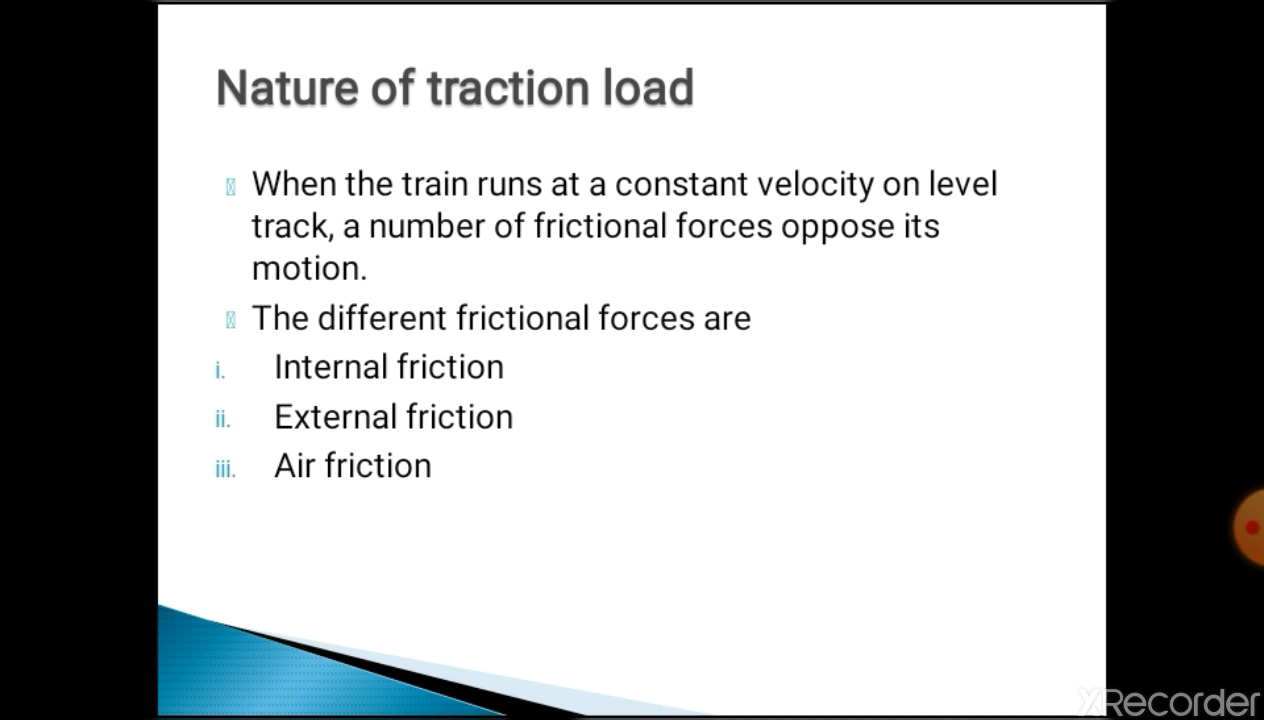 Nature of traction load
When the train runs at a constant velocity on level
track, a number of frictional forces oppose its
motion.
The different frictional forces are
i. Internal friction
ii. External friction
iii. Air friction
XRecorder